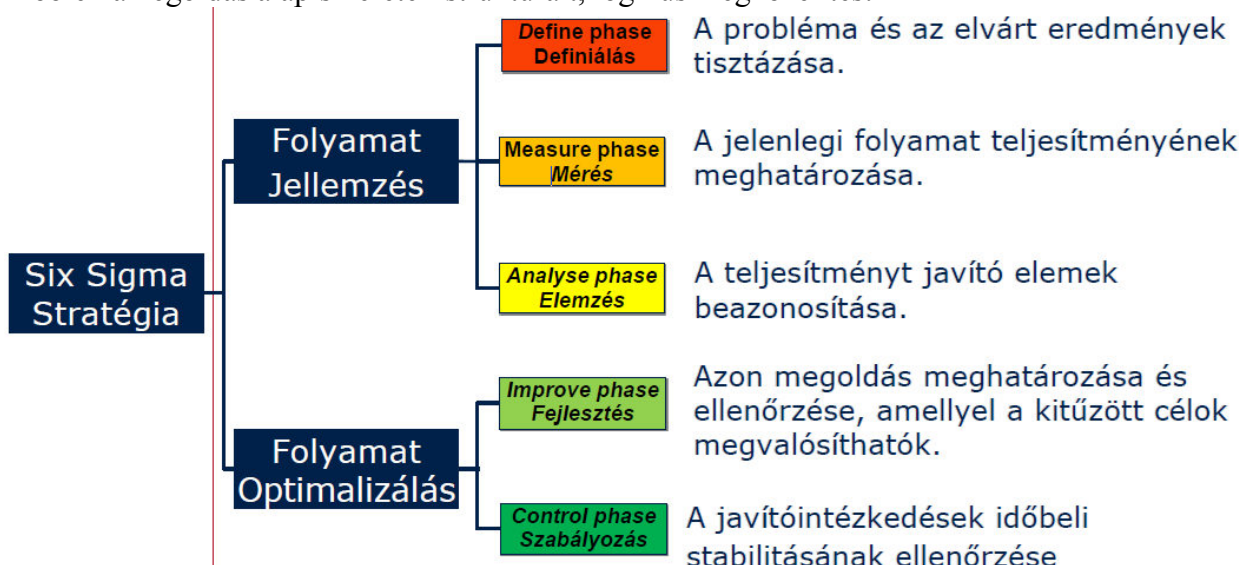 megoldás
Define phase
Definiálás
A probléma és az elvárt eredmények
tisztázása.
Folyamat
Jellemzés
Measure phase
Mérés
A jelenlegi folyamat teljesítményének
meghatározása.
Six Sigma
Stratégia
Analyse phase
Elemzés
A teljesítményt javító elemek
beazonosítása.
Improve phase
Fejlesztés
Azon megoldás meghatározása és
ellenőrzése, amellyel a kitűzött célok
megvalósíthatók.
Folyamat
Optimalizálás
Control phase
Szabályozás
A javítóintézkedések időbeli
stabilitásának ellenőrzése